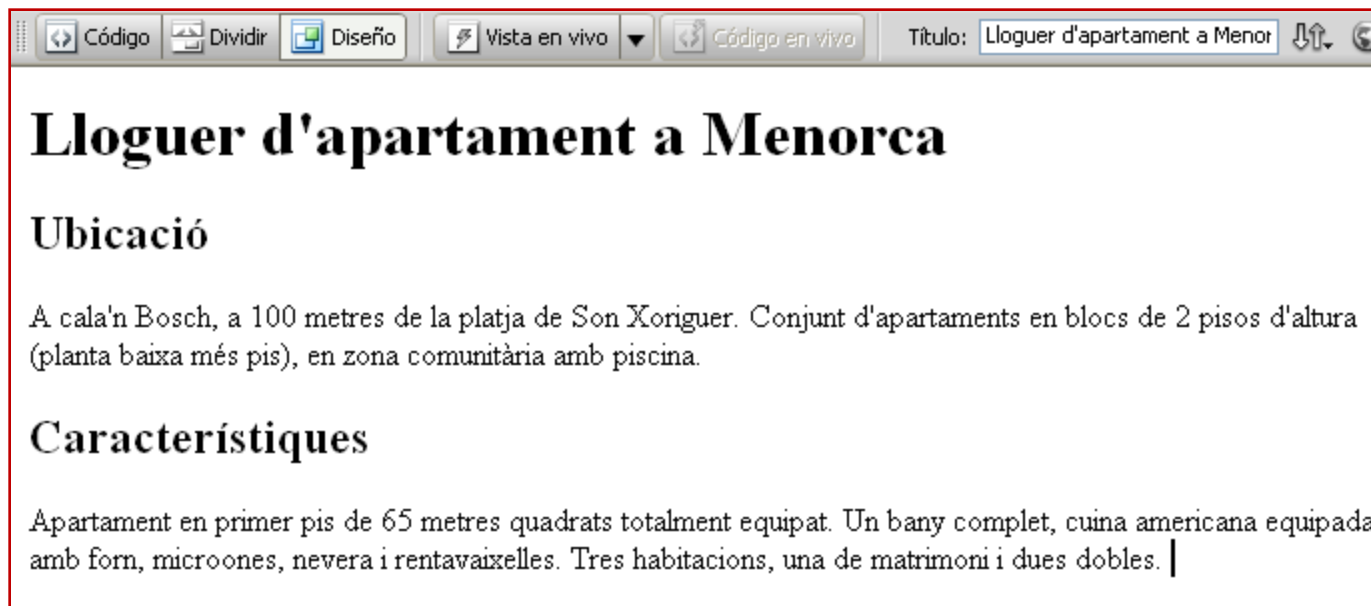 Código Dividir Diseño Vista en vivo Código en vivo Título: Lloguer d'apartament a Menor
Lloguer d'apartament a Menorca
Ubicació
A cala'n Bosch, a 100 metres de la platja de Son Xoriguer. Conjunt d'apartaments en blocs de 2 pisos d'altura
(planta baixa més pis), en zona comunitària amb piscina.
Característiques
Apartament en primer pis de 65 metres quadrats totalment equipat. Un bany complet, cuina americana equipada
amb forn, microones, nevera i rentavaixelles. Tres habitacions, una de matrimoni i dues dobles.